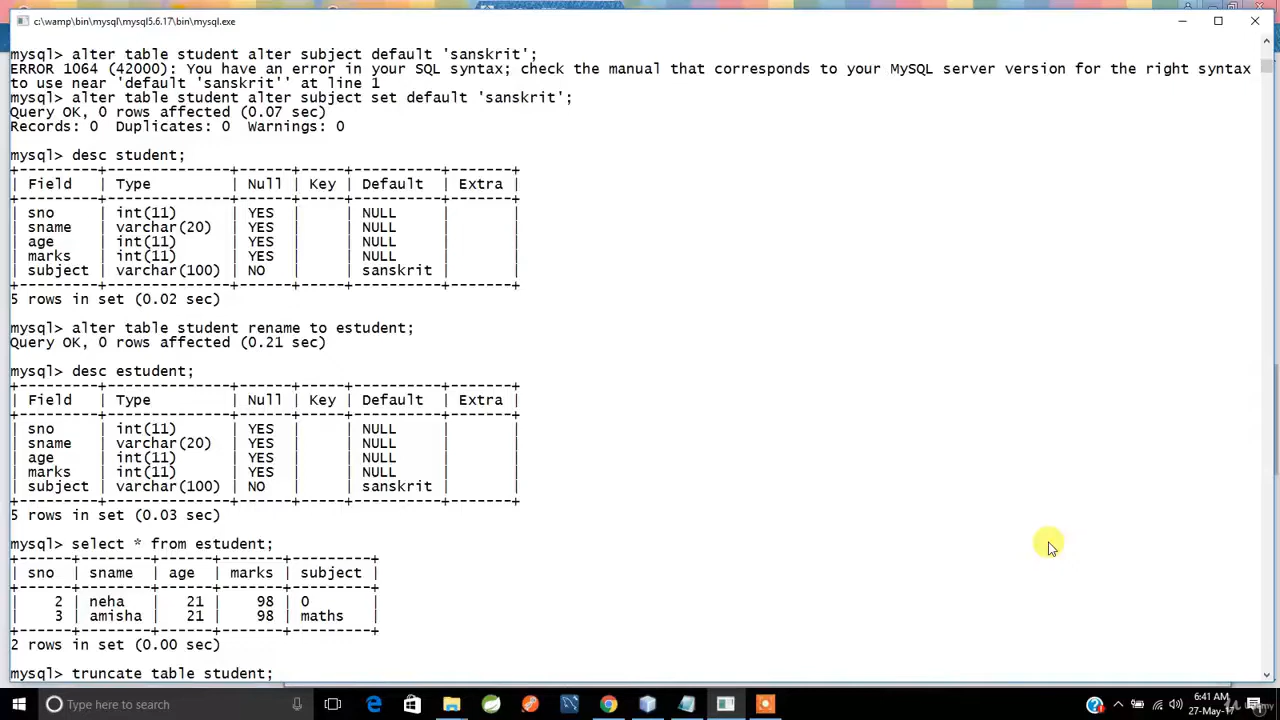 c:\wamp\bin\mysql\mysql5.6.17\bin\mysql.exe
mysql> alter table student alter subject default 'sanskrit';
ERROR 1064 (42000): You have an error in your SQL syntax; check the manual that corresponds to your MySQL server version for the right syntax
to use near 'default 'sanskrit'' at line 1
mysql> alter table student alter subject set default 'sanskrit';
Query OK, 0 rows affected (0.07 sec)
Records: 0  Duplicates: 0  Warnings: 0
mysql> desc student;
+---------+--------------+------+-----+----------+-------+
| Field   | Type         | Null | Key | Default  | Extra |
+---------+--------------+------+-----+----------+-------+
| sno     | int(11)      | YES  |     | NULL     |       |
| sname   | varchar(20)  | YES  |     | NULL     |       |
| age     | int(11)      | YES  |     | NULL     |       |
| marks   | int(11)      | YES  |     | NULL     |       |
| subject | varchar(100) | NO   |     | sanskrit |       |
+---------+--------------+------+-----+----------+-------+
5 rows in set (0.02 sec)
mysql> alter table student rename to estudent;
Query OK, 0 rows affected (0.21 sec)
mysql> desc estudent;
+---------+--------------+------+-----+----------+-------+
| Field   | Type         | Null | Key | Default  | Extra |
+---------+--------------+------+-----+----------+-------+
| sno     | int(11)      | YES  |     | NULL     |       |
| sname   | varchar(20)  | YES  |     | NULL     |       |
| age     | int(11)      | YES  |     | NULL     |       |
| marks   | int(11)      | YES  |     | NULL     |       |
| subject | varchar(100) | NO   |     | sanskrit |       |
+---------+--------------+------+-----+----------+-------+
5 rows in set (0.03 sec)
mysql> select * from estudent;
+------+--------+------+-------+---------+
| sno  | sname  | age  | marks | subject |
+------+--------+------+-------+---------+
|    2 | neha   |   21 |    98 | 0       |
|    3 | amisha |   21 |    98 | maths   |
+------+--------+------+-------+---------+
2 rows in set (0.00 sec)
mysql> truncate table student;
Type here to search
6:41 AM
27-May-17